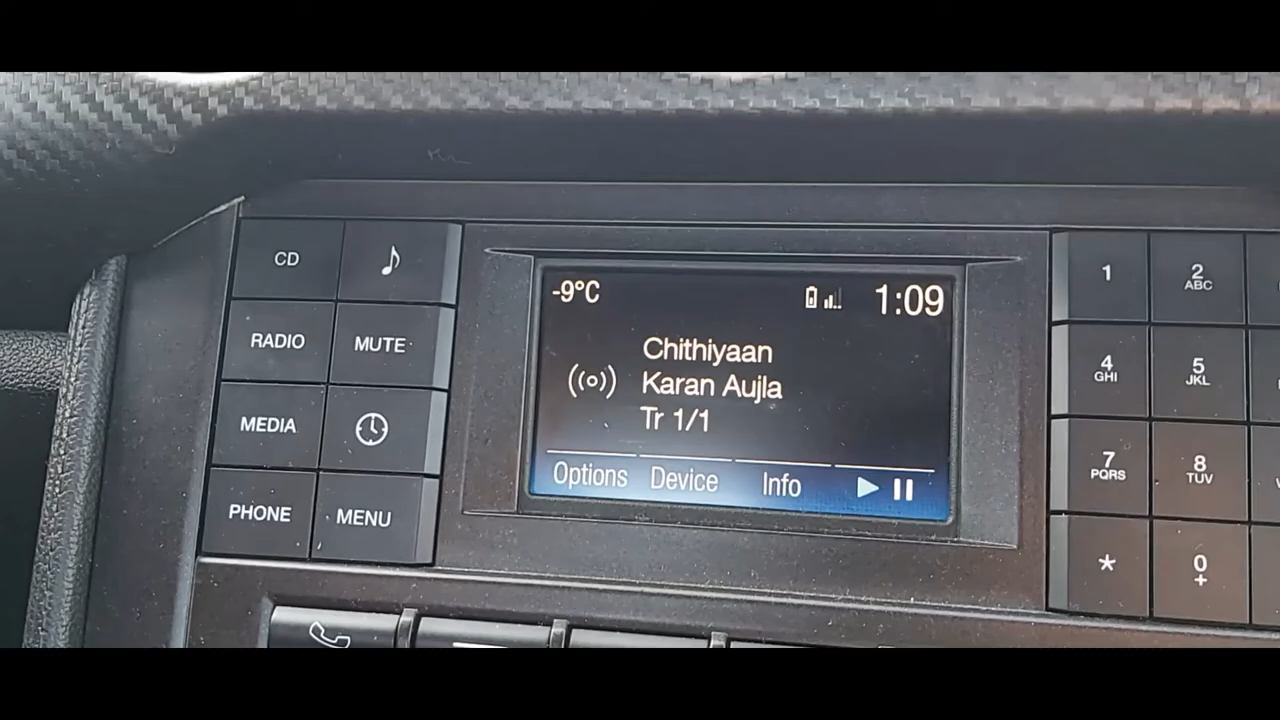 CD
RADIO
MUTE
MEDIA
PHONE
MENU
-9°C
1:09
Chithiyaan
Karan Aujla
Tr 1/1
Options Device Info
1
2
ABC
4
GHI
5
JKL
7
PQRS
8
TUV
*
0
+